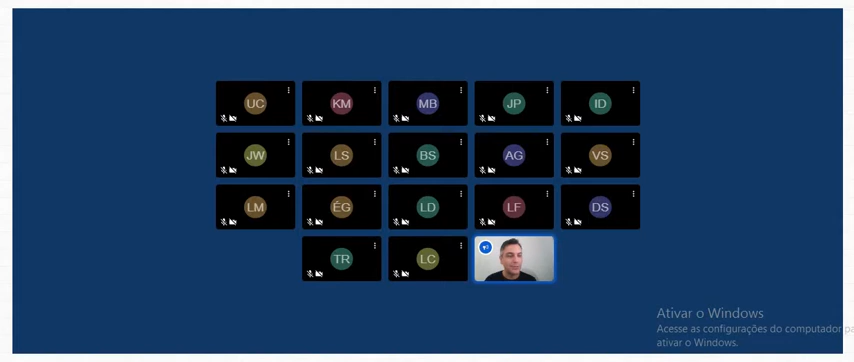 UC KM MB JP ID
JW LS BS AG VS
LM ÉG LD LF DS
TR LC
Ativar o Windows
Acesse as configurações do computador pa
ativar o Windows.